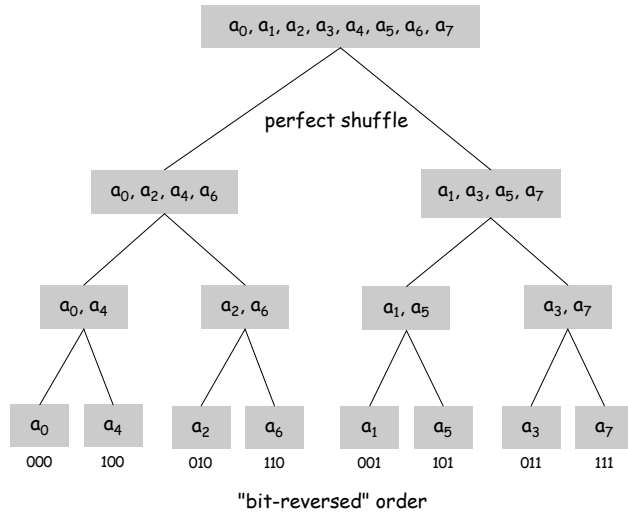 a0, a1, a2, a3, a4, a5, a6, a7
perfect shuffle
a0, a2, a4, a6
a1, a3, a5, a7
a0, a4
a2, a6
a1, a5
a3, a7
a0
a4
a2
a6
a1
a5
a3
a7
000
100
010
110
001
101
011
111
"bit-reversed" order